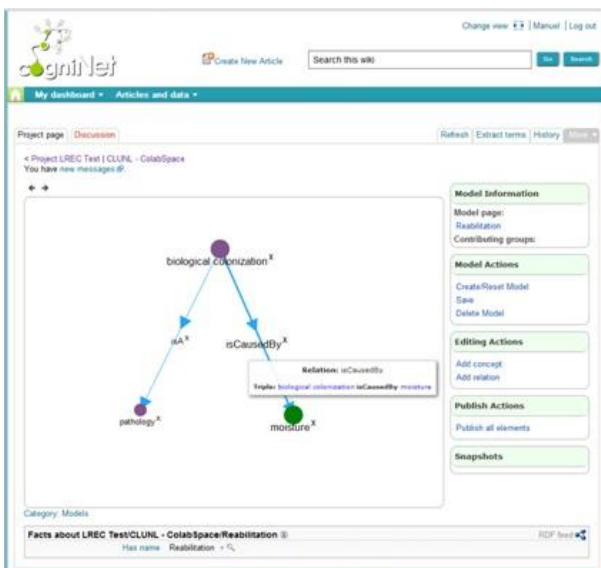 Change view | Manuel | Log out
cogniNet
Create New Article
Search this wiki
Go
Search
My dashboard
Articles and data
Project page
Discussion
Refresh
Extract terms
History
More
< Project LREC Test | CLUNL - ColabSpace
You have new messages.
biological colonization x
isA x
isCausedBy x
Relation: isCausedBy
Triple: biological colonization isCausedBy moisture
pathology x
moisture x
Model Information
Model page:
Reabilitation
Contributing groups:
Model Actions
Create/Reset Model
Save
Delete Model
Editing Actions
Add concept
Add relation
Publish Actions
Publish all elements
Snapshots
Category: Models
Facts about LREC Test/CLUNL - ColabSpace/Reabilitation
RDF feed
Has name Reabilitation +